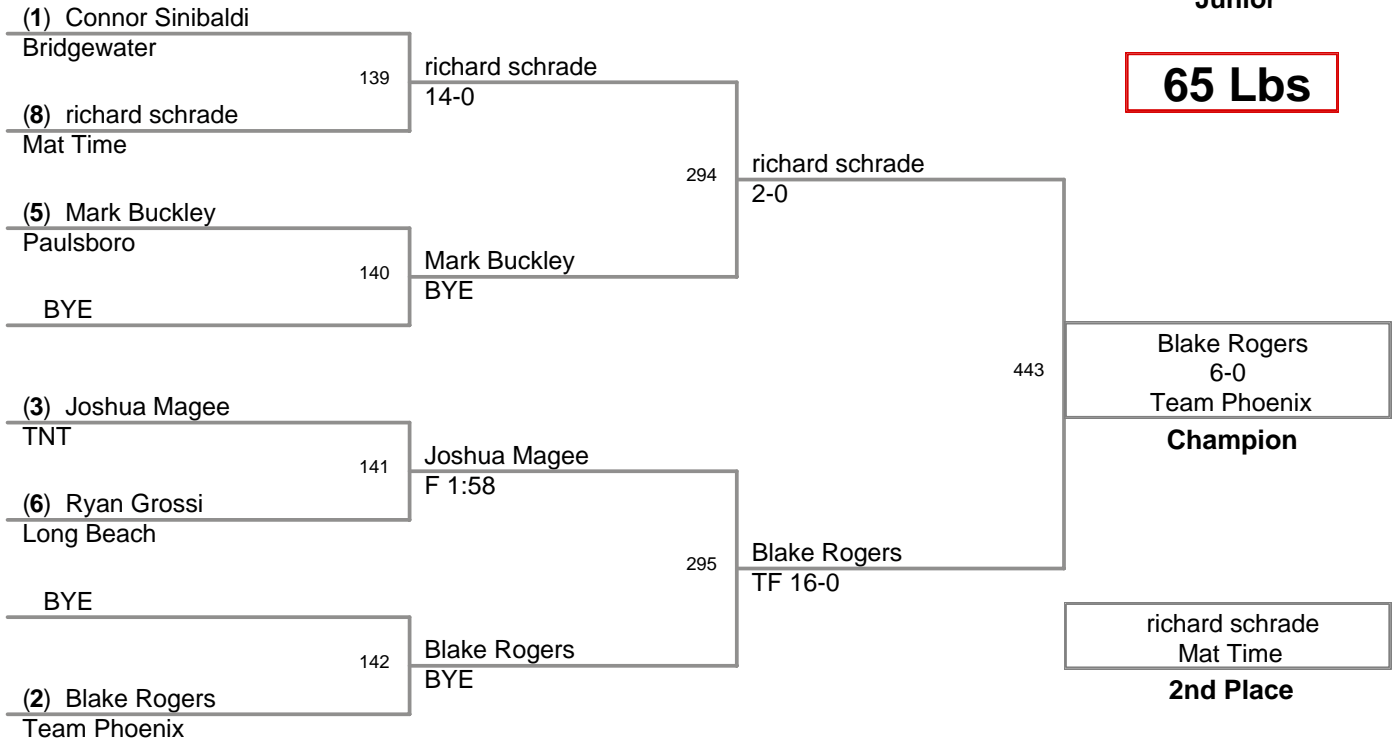 Junior
65 Lbs
(1) Connor Sinibaldi
Bridgewater
139
richard schrade
14-0
(8) richard schrade
Mat Time
294
richard schrade
2-0
(5) Mark Buckley
Paulsboro
140
Mark Buckley
BYE
BYE
443
Blake Rogers
6-0
Team Phoenix
Champion
(3) Joshua Magee
TNT
141
Joshua Magee
F 1:58
(6) Ryan Grossi
Long Beach
295
Blake Rogers
TF 16-0
BYE
142
Blake Rogers
BYE
(2) Blake Rogers
Team Phoenix
richard schrade
Mat Time
2nd Place